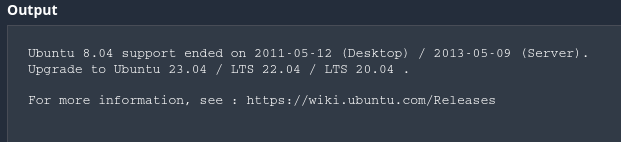 Output
Ubuntu 8.04 support ended on 2011-05-12 (Desktop) / 2013-05-09 (Server).
Upgrade to Ubuntu 23.04 / LTS 22.04 / LTS 20.04 .
For more information, see : https://wiki.ubuntu.com/Releases